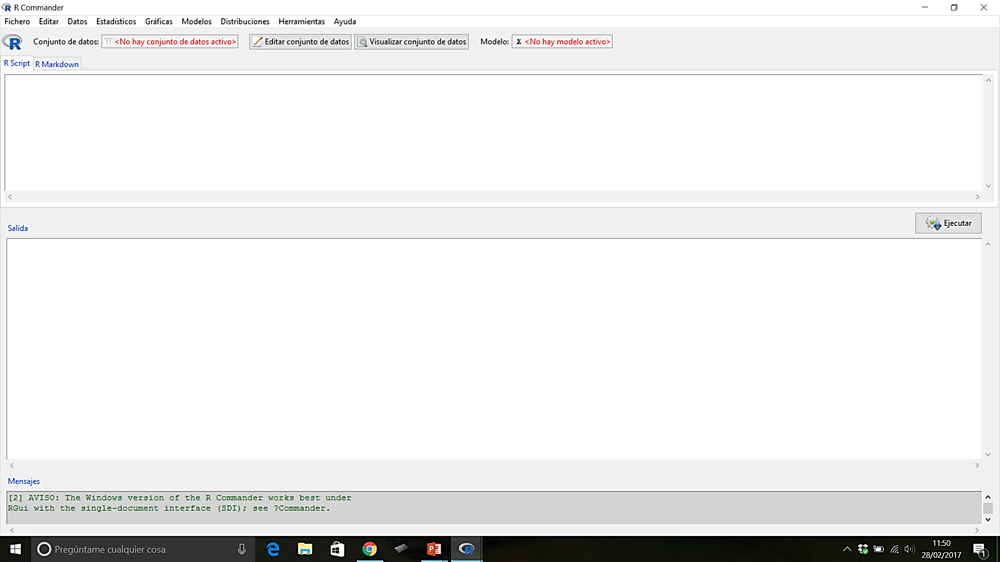 R Commander
Fichero Editar Datos Estadísticos Gráficas Modelos Distribuciones Herramientas Ayuda
R Conjunto de datos: <No hay conjunto de datos activo> Editar conjunto de datos Visualizar conjunto de datos Modelo: Σ <No hay modelo activo>
R Script R Markdown
Salida Ejecutar
Mensajes
[2] AVISO: The Windows version of the R Commander works best under
RGui with the single-document interface (SDI); see ?Commander.
Pregúntame cualquier cosa
11:50
28/02/2017
1